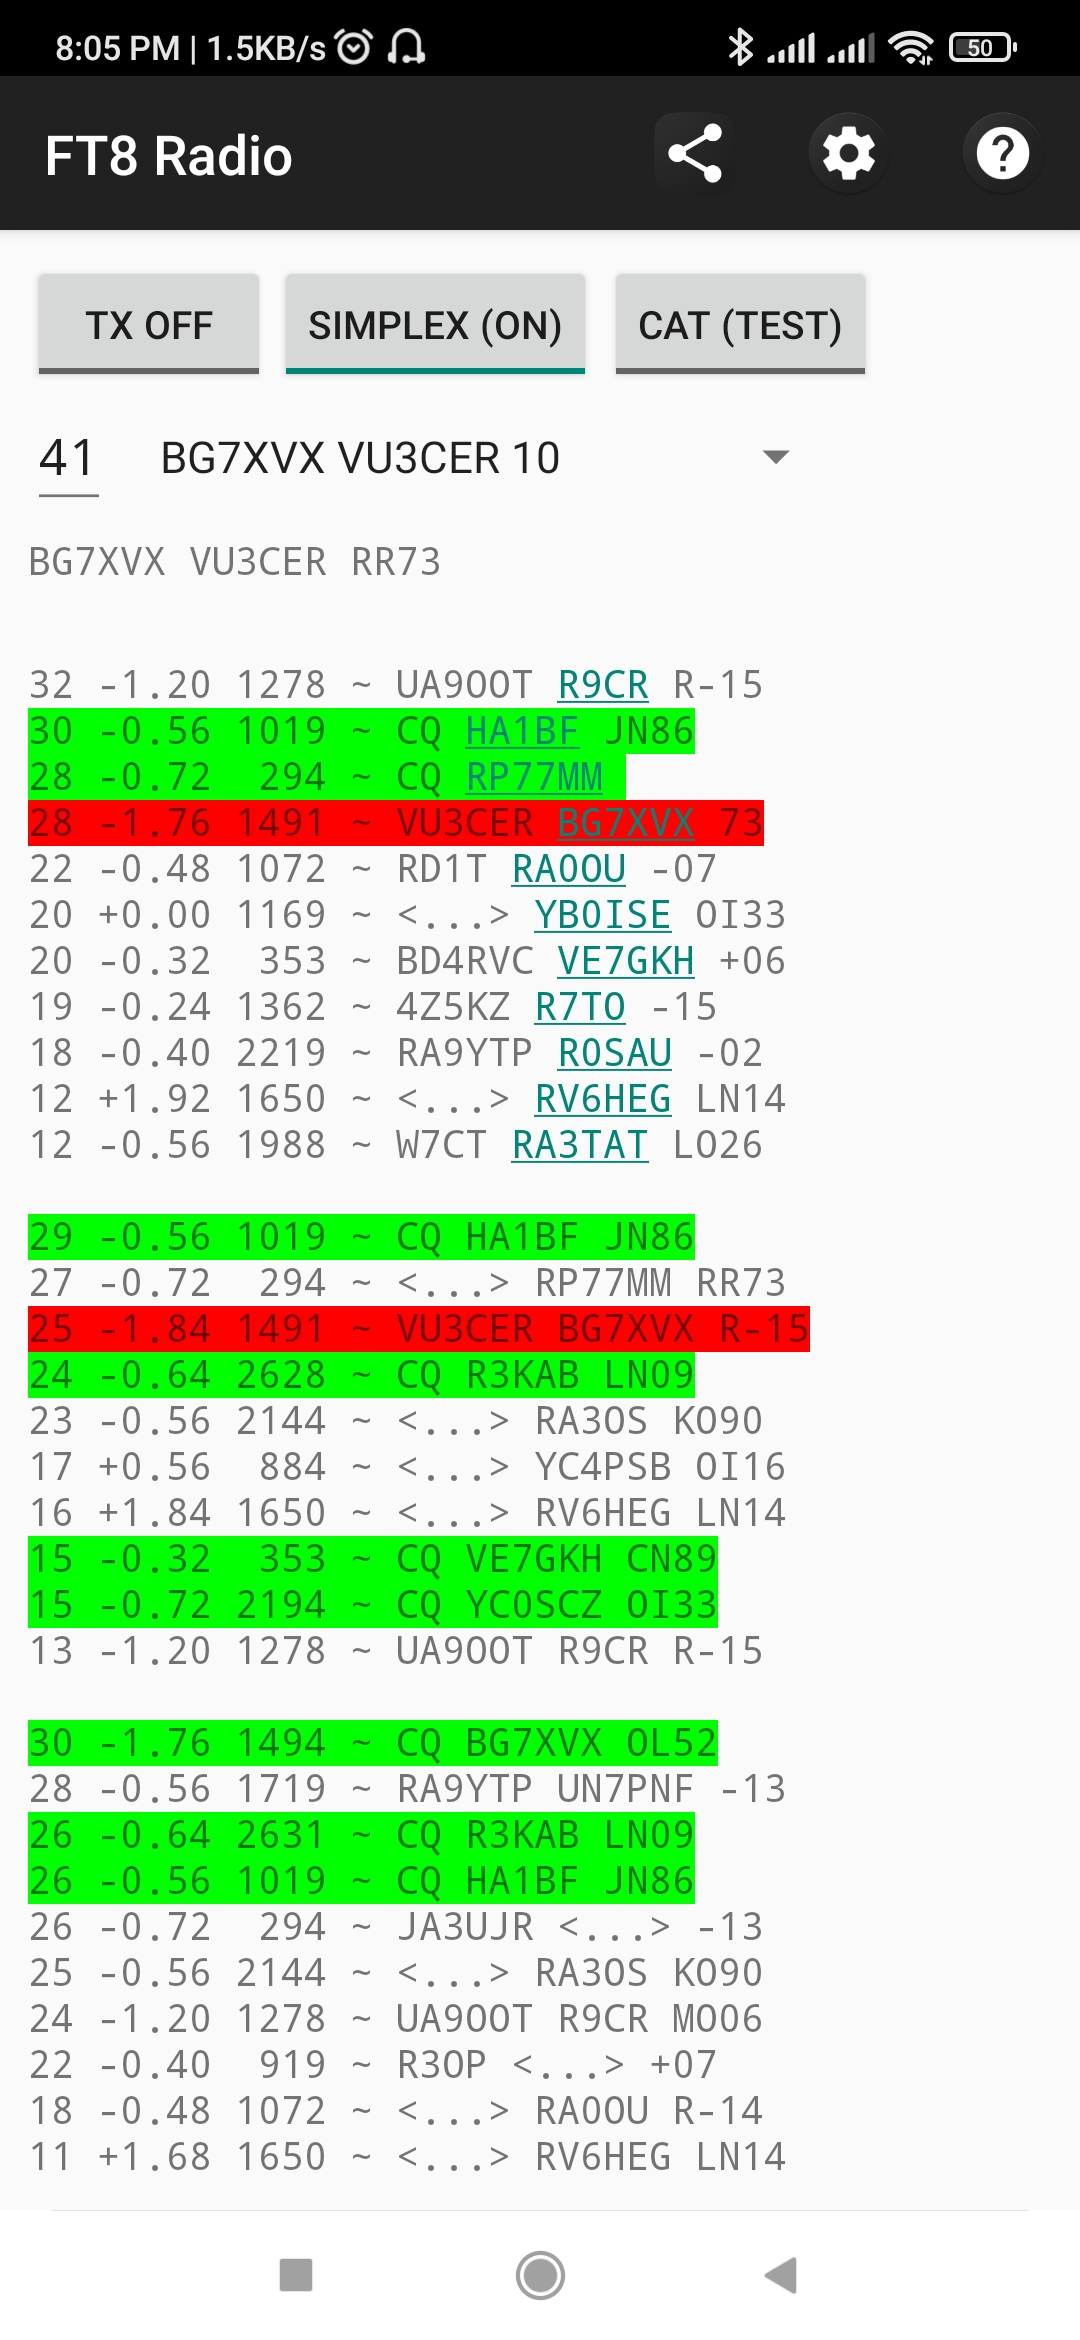 8:05 PM | 1.5KB/s 50
FT8 Radio
TX OFF SIMPLEX (ON) CAT (TEST)
41 BG7XVX VU3CER 10
BG7XVX VU3CER RR73
32 -1.20 1278 ~ UA9OOT R9CR R-15
30 -0.56 1019 ~ CQ HA1BF JN86
28 -0.72 294 ~ CQ RP77MM
28 -1.76 1491 ~ VU3CER BG7XVX 73
22 -0.48 1072 ~ RD1T RA0OU -07
20 +0.00 1169 ~ <...> YB0ISE OI33
20 -0.32 353 ~ BD4RVC VE7GKH +06
19 -0.24 1362 ~ 4Z5KZ R7TO -15
18 -0.40 2219 ~ RA9YTP R0SAU -02
12 +1.92 1650 ~ <...> RV6HEG LN14
12 -0.56 1988 ~ W7CT RA3TAT LO26
29 -0.56 1019 ~ CQ HA1BF JN86
27 -0.72 294 ~ <...> RP77MM RR73
25 -1.84 1491 ~ VU3CER BG7XVX R-15
24 -0.64 2628 ~ CQ R3KAB LN09
23 -0.56 2144 ~ <...> RA3OS KO90
17 +0.56 884 ~ <...> YC4PSB OI16
16 +1.84 1650 ~ <...> RV6HEG LN14
15 -0.32 353 ~ CQ VE7GKH CN89
15 -0.72 2194 ~ CQ YC0SCZ OI33
13 -1.20 1278 ~ UA9OOT R9CR R-15
30 -1.76 1494 ~ CQ BG7XVX OL52
28 -0.56 1719 ~ RA9YTP UN7PNF -13
26 -0.64 2631 ~ CQ R3KAB LN09
26 -0.56 1019 ~ CQ HA1BF JN86
26 -0.72 294 ~ JA3UJR <...> -13
25 -0.56 2144 ~ <...> RA3OS KO90
24 -1.20 1278 ~ UA9OOT R9CR MO06
22 -0.40 919 ~ R3OP <...> +07
18 -0.48 1072 ~ <...> RA0OU R-14
11 +1.68 1650 ~ <...> RV6HEG LN14